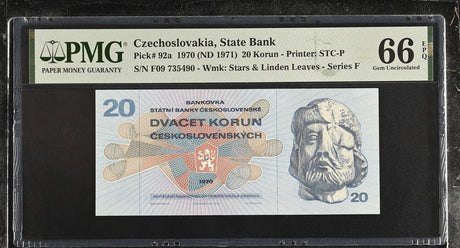 PMG
PAPER MONEY GUARANTY
Czechoslovakia, State Bank
Pick# 92a 1970 (ND 1971) 20 Korun - Printer: STC-P
S/N F09 735490 - Wmk: Stars & Linden Leaves - Series F
66 EPQ
Gem Uncirculated
20
BANKOVKA
STÁTNÍ BANKY ČESKOSLOVENSKÉ
DVACET KORUN
ČESKOSLOVENSKÝCH
1970
20